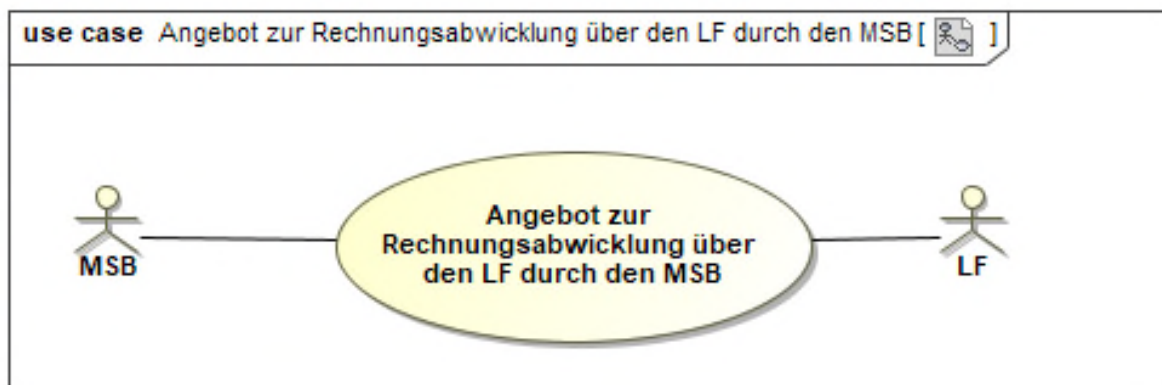 use case Angebot zur Rechnungsabwicklung über den LF durch den MSB [ ]
Angebot zur
Rechnungsabwicklung über
den LF durch den MSB
MSB
LF